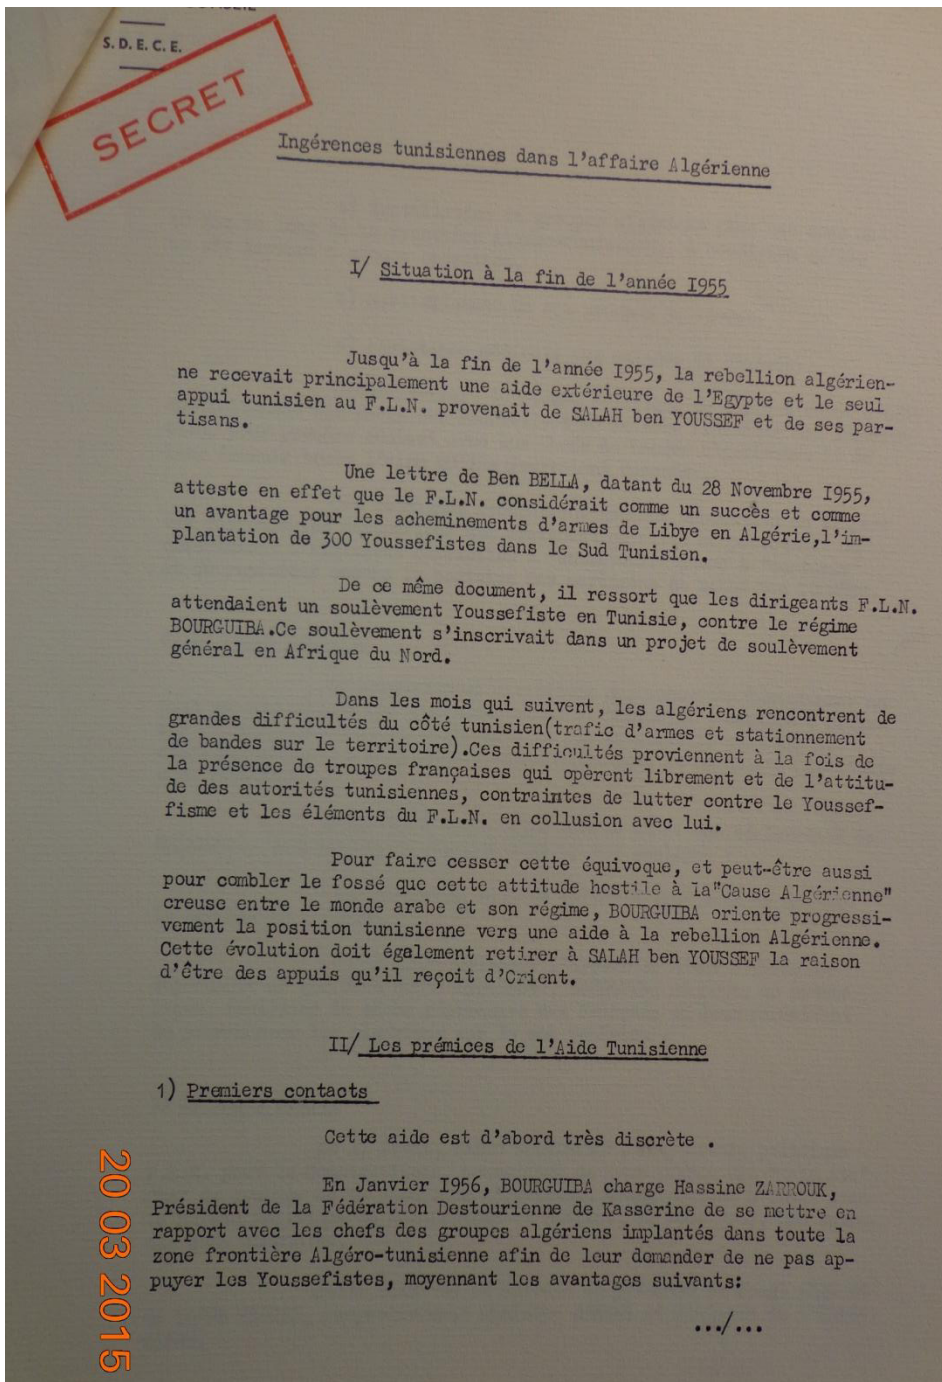 S. D. E. C. E.
SECRET
Ingérences tunisiennes dans l'affaire Algérienne
I/ Situation à la fin de l'année I955
Jusqu'à la fin de l'année I955, la rebellion algérien-
ne recevait principalement une aide extérieure de l'Egypte et le seul
appui tunisien au F.L.N. provenait de SALAH ben YOUSSEF et de ses par-
tisans.
Une lettre de Ben BELLA, datant du 28 Novembre I955,
atteste en effet que le F.L.N. considérait comme un succès et comme
un avantage pour les acheminements d'armes de Libye en Algérie,l'im-
plantation de 300 Youssefistes dans le Sud Tunisien.
De ce même document, il ressort que les dirigeants F.L.N.
attendaient un soulèvement Youssefiste en Tunisie, contre le régime
BOURGUIBA.Ce soulèvement s'inscrivait dans un projet de soulèvement
général en Afrique du Nord.
Dans les mois qui suivent, les algériens rencontrent de
grandes difficultés du côté tunisien(trafic d'armes et stationnement
de bandes sur le territoire).Ces difficultés proviennent à la fois de
la présence de troupes françaises qui opèrent librement et de l'attitu-
de des autorités tunisiennes, contraintes de lutter contre le Youssef-
fisme et les éléments du F.L.N. en collusion avec lui.
Pour faire cesser cette équivoque, et peut-être aussi
pour combler le fossé que cette attitude hostile à la"Cause Algérienne"
creuse entre le monde arabe et son régime, BOURGUIBA oriente progressi-
vement la position tunisienne vers une aide à la rebellion Algérienne.
Cette évolution doit également retirer à SALAH ben YOUSSEF la raison
d'être des appuis qu'il reçoit d'Orient.
II/ Les prémices de l'Aide Tunisienne
1) Premiers contacts
Cette aide est d'abord très discrète .
En Janvier I956, BOURGUIBA charge Hassine ZARROUK,
Président de la Fédération Destourienne de Kasserine de se mettre en
rapport avec les chefs des groupes algériens implantés dans toute la
zone frontière Algéro-tunisienne afin de leur demander de ne pas ap-
puyer les Youssefistes, moyennant les avantages suivants:
.../...
20 03 2015